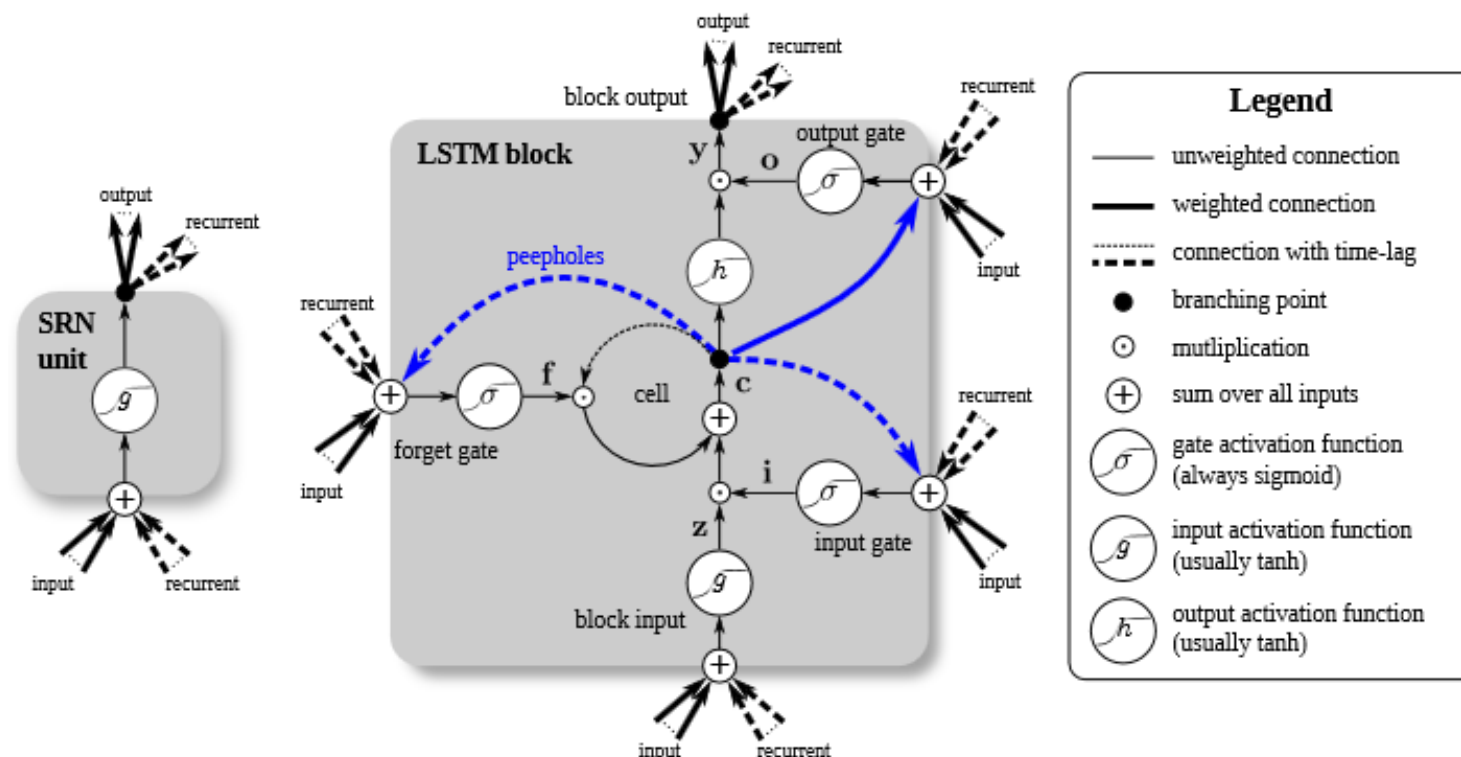 output
recurrent
SRN
unit
g
input
recurrent
output
recurrent
block output
LSTM block
y
o
output gate
σ
recurrent
input
h
peepholes
recurrent
f
σ
cell
c
forget gate
input
recurrent
i
σ
input gate
input
z
g
block input
input
recurrent
Legend
unweighted connection
weighted connection
connection with time-lag
branching point
mutliplication
sum over all inputs
σ
gate activation function
(always sigmoid)
g
input activation function
(usually tanh)
h
output activation function
(usually tanh)